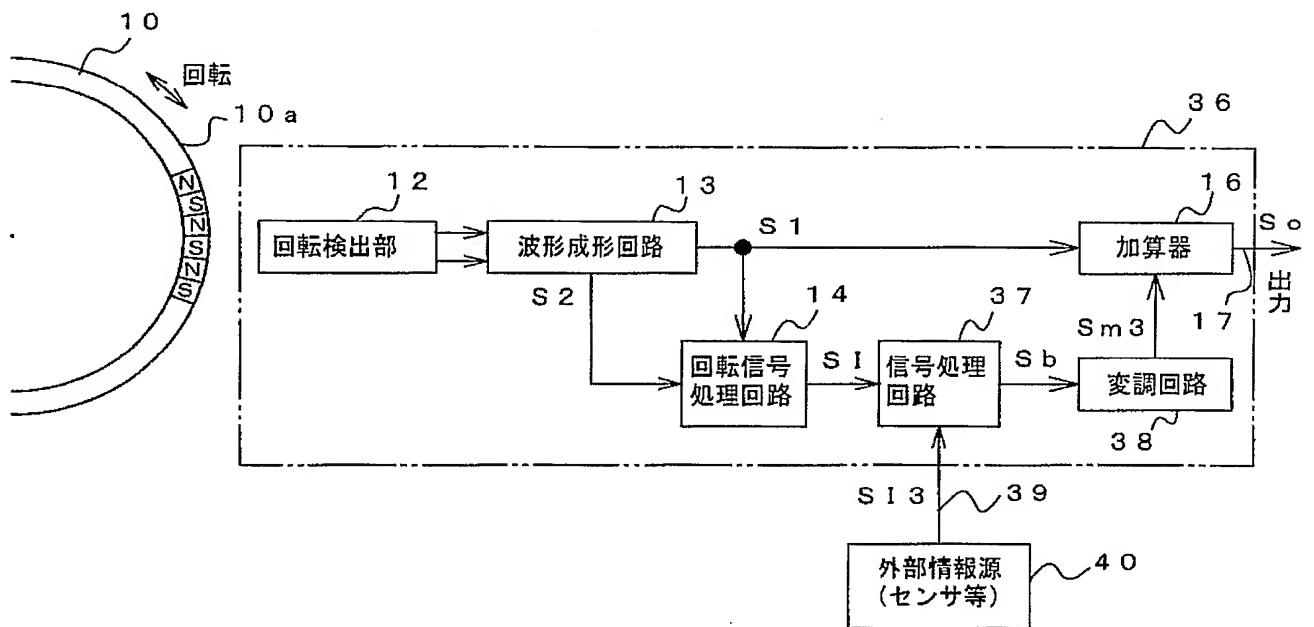 10
回転
10a
N
S
N
S
N
S
36
12
回転検出部
13
波形成形回路
S1
S2
16
加算器
So
17
出力
14
回転信号
処理回路
SI
37
信号処理
回路
Sb
Sm3
変調回路
38
SI3
39
外部情報源
(センサ等)
40